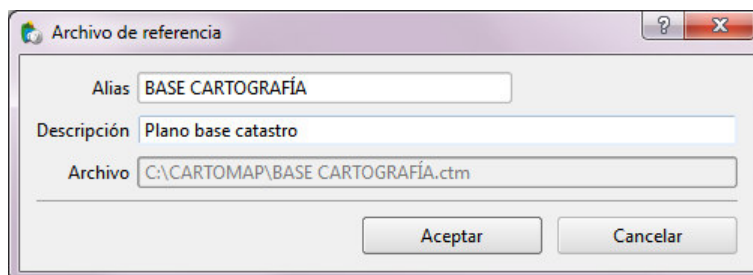 Archivo de referencia
Alias BASE CARTOGRAFÍA
Descripción Plano base catastro
Archivo C:\CARTOMAP\BASE CARTOGRAFÍA.ctm
Aceptar Cancelar